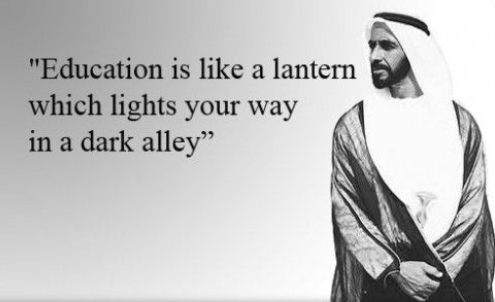 "Education is like a lantern
which lights your way
in a dark alley”